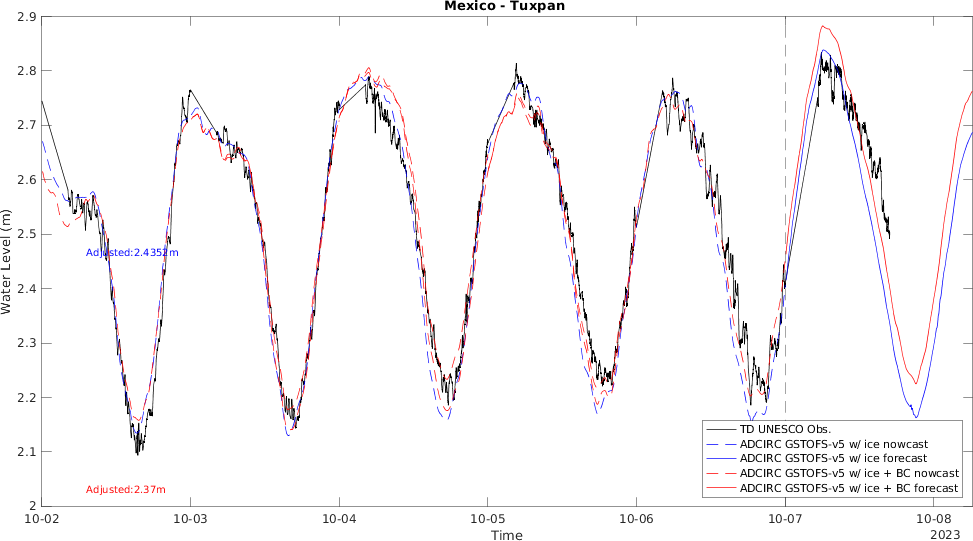 Mexico - Tuxpan
Water Level (m)
2.9
2.8
2.7
2.6
2.5
2.4
2.3
2.2
2.1
2
Adjusted:2.4352m
Adjusted:2.37m
TD UNESCO Obs.
ADCIRC GSTOFS-v5 w/ ice nowcast
ADCIRC GSTOFS-v5 w/ ice forecast
ADCIRC GSTOFS-v5 w/ ice + BC nowcast
ADCIRC GSTOFS-v5 w/ ice + BC forecast
10-02 10-03 10-04 10-05 10-06 10-07 10-08
Time
2023